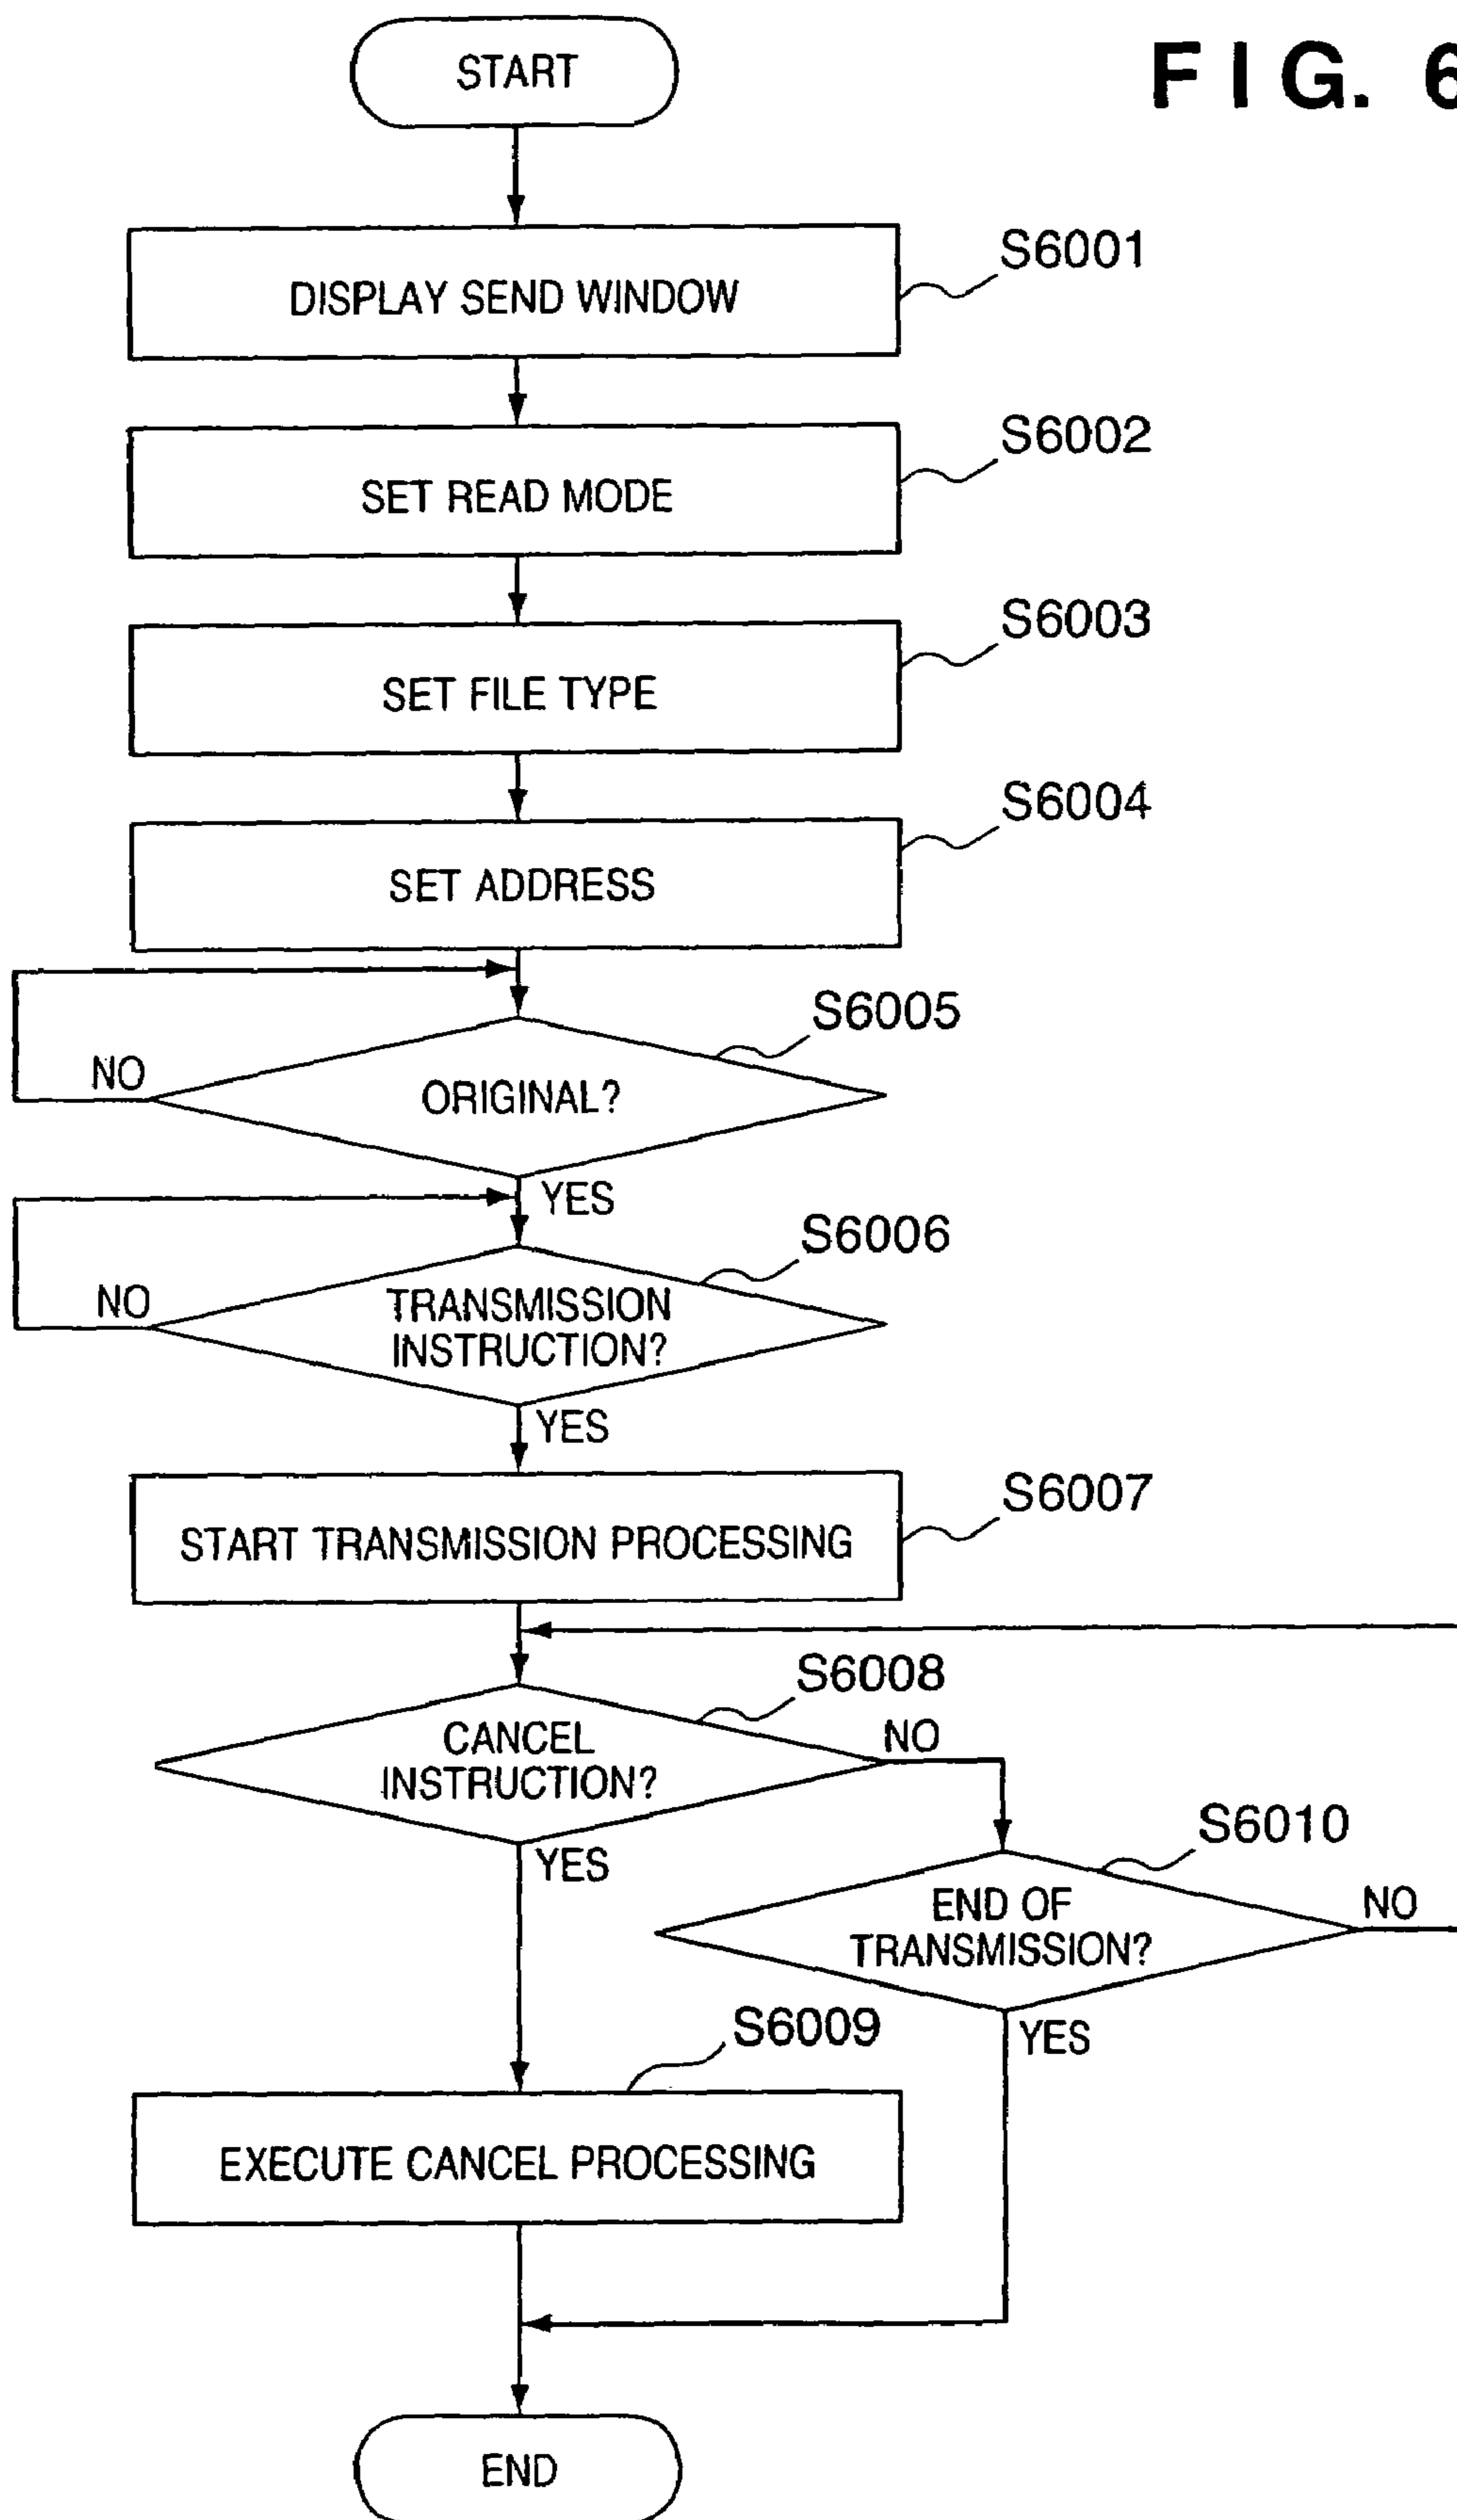 START
FIG. 6
DISPLAY SEND WINDOW
S6001
SET READ MODE
S6002
SET FILE TYPE
S6003
SET ADDRESS
S6004
ORIGINAL?
S6005
NO
YES
TRANSMISSION
INSTRUCTION?
S6006
NO
YES
START TRANSMISSION PROCESSING
S6007
CANCEL
INSTRUCTION?
S6008
NO
YES
END OF
TRANSMISSION?
S6010
NO
YES
S6009
EXECUTE CANCEL PROCESSING
END